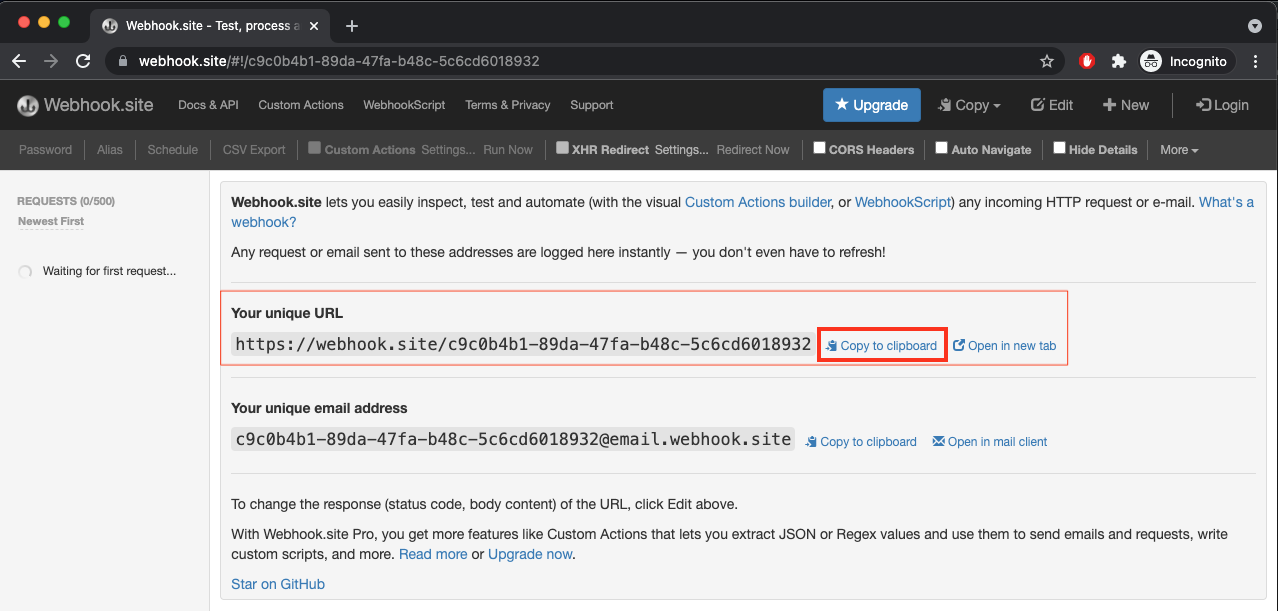 Webhook.site - Test, process a
webhook.site/#!/c9c0b4b1-89da-47fa-b48c-5c6cd6018932
Incognito
Webhook.site Docs & API Custom Actions WebhookScript Terms & Privacy Support Upgrade Copy Edit New Login
Password Alias Schedule CSV Export Custom Actions Settings... Run Now XHR Redirect Settings... Redirect Now CORS Headers Auto Navigate Hide Details More
REQUESTS (0/500)
Newest First
Waiting for first request...
Webhook.site lets you easily inspect, test and automate (with the visual Custom Actions builder, or WebhookScript) any incoming HTTP request or e-mail. What's a
webhook?
Any request or email sent to these addresses are logged here instantly — you don't even have to refresh!
Your unique URL
https://webhook.site/c9c0b4b1-89da-47fa-b48c-5c6cd6018932 Copy to clipboard Open in new tab
Your unique email address
c9c0b4b1-89da-47fa-b48c-5c6cd6018932@email.webhook.site Copy to clipboard Open in mail client
To change the response (status code, body content) of the URL, click Edit above.
With Webhook.site Pro, you get more features like Custom Actions that lets you extract JSON or Regex values and use them to send emails and requests, write
custom scripts, and more. Read more or Upgrade now.
Star on GitHub